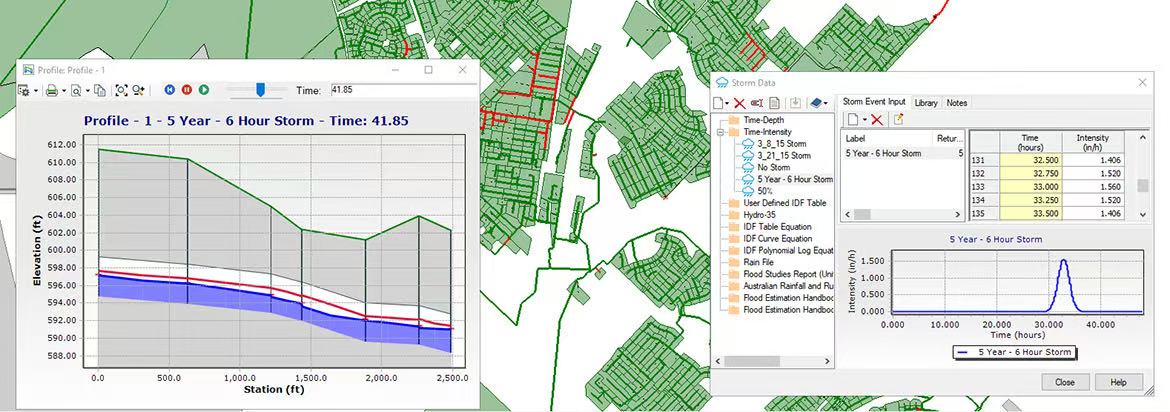 Profile: Profile - 1
Time: 41.85
Profile - 1 - 5 Year - 6 Hour Storm - Time: 41.85
Elevation (ft)
612.00
610.00
608.00
606.00
604.00
602.00
600.00
598.00
596.00
594.00
592.00
590.00
588.00
0.0 500.0 1,000.0 1,500.0 2,000.0 2,500.0
Station (ft)
Storm Data
Time-Depth
Time-Intensity
3_8_15 Storm
3_21_15 Storm
No Storm
5 Year - 6 Hour Storm
50%
User Defined IDF Table
Hydro-35
IDF Table Equation
IDF Curve Equation
IDF Polynomial Log Equat
Rain File
Flood Studies Report (Uni
Australian Rainfall and Ru
Flood Estimation Handboo
Flood Estimation Handboo
Storm Event Input Library Notes
Label Retur...
5 Year - 6 Hour Storm 5
Time (hours) Intensity (in/h)
131 32.500 1.406
132 32.750 1.520
133 33.000 1.560
134 33.250 1.520
135 33.500 1.406
5 Year - 6 Hour Storm
Intensity (in/h)
1.500
1.000
0.500
0.000
0.000 10.000 20.000 30.000 40.000
Time (hours)
5 Year - 6 Hour Storm
Close Help